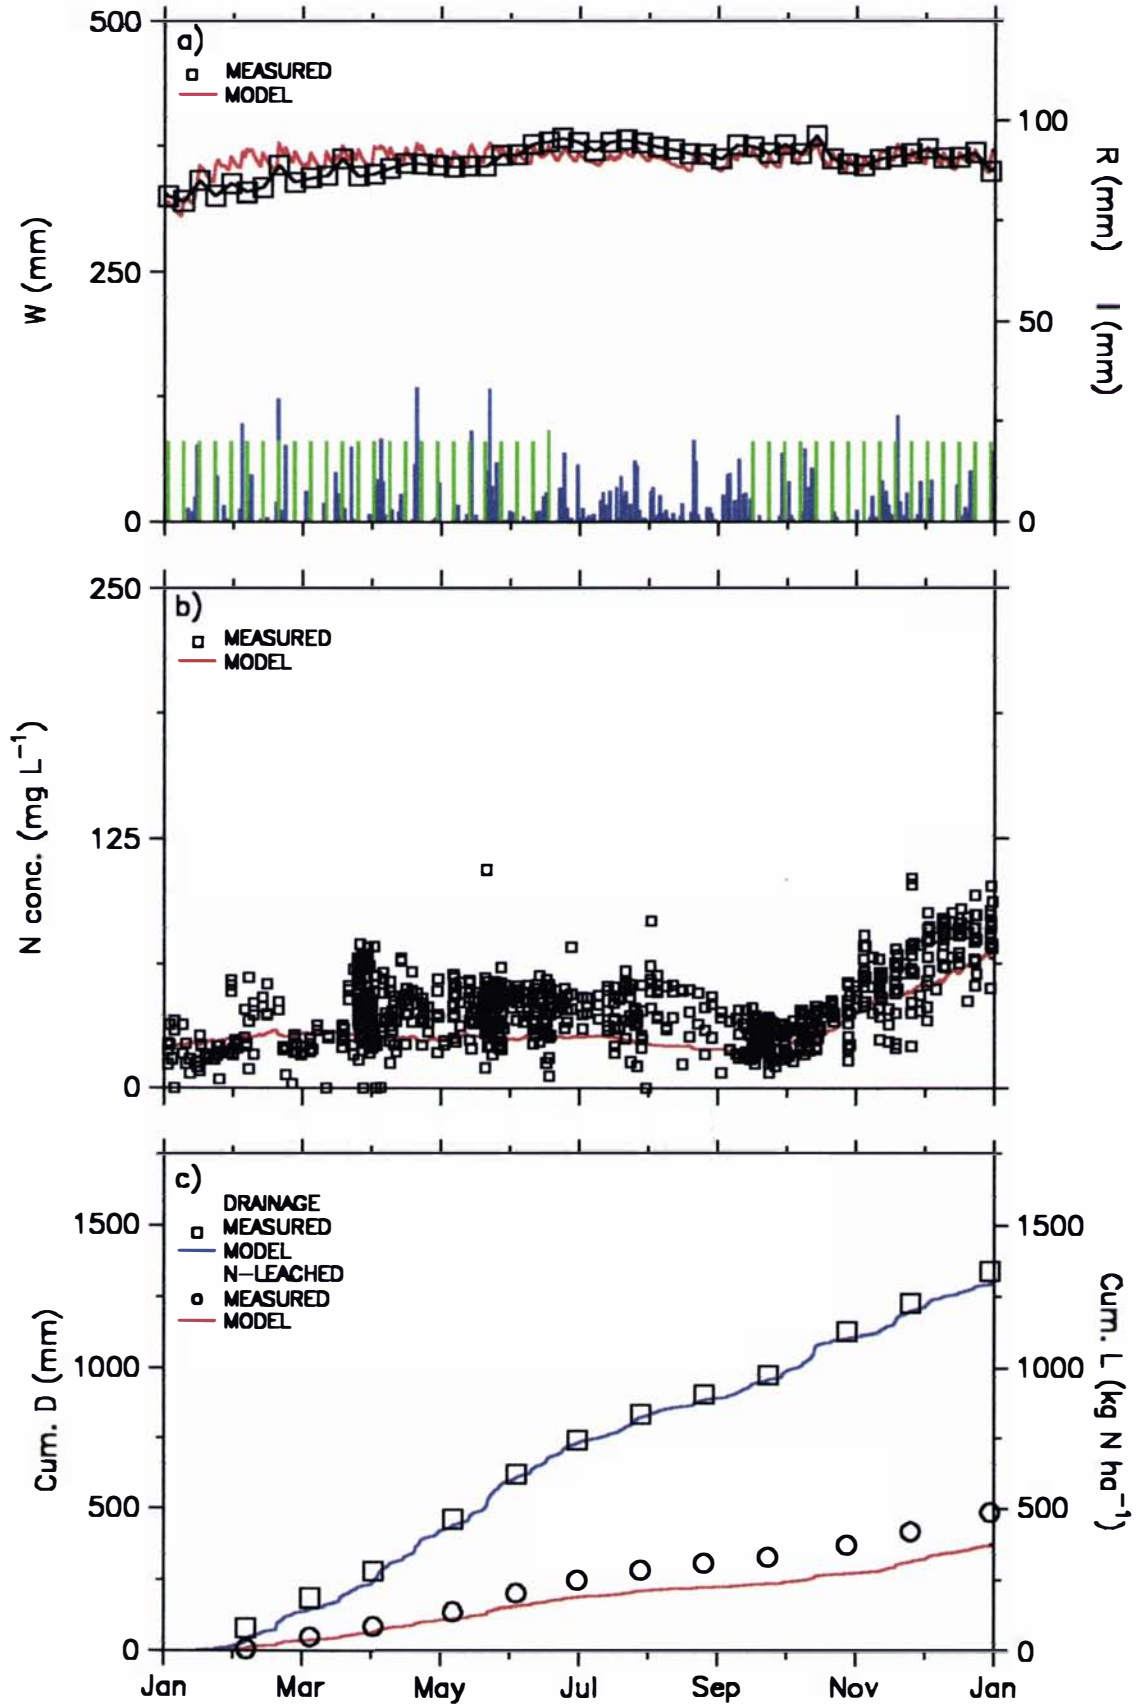 500
a)
MEASURED
MODEL
100
R (mm) I (mm)
W (mm)
250
50
0
0
250
b)
MEASURED
MODEL
N conc. (mg L⁻¹)
125
0
c)
DRAINAGE
1500
MEASURED
1500
MODEL
N-LEACHED
MEASURED
MODEL
Cum. D (mm)
Cum. L (kg N ha⁻¹)
1000
1000
500
500
0
0
Jan Mar May Jul Sep Nov Jan